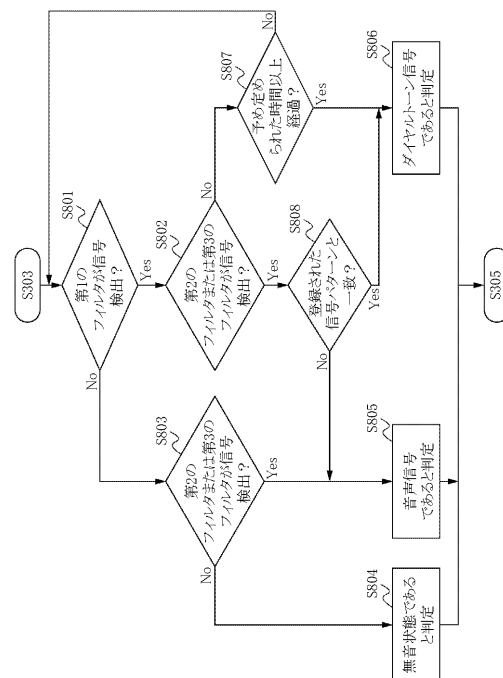 S303
S801
第1の
フィルタが信号
検出？
No
Yes
S802
第2の
フィルタまたは第3の
フィルタが信号
検出？
No
Yes
S807
予め定め
られた時間以上
経過？
No
Yes
S803
第2の
フィルタまたは第3の
フィルタが信号
検出？
No
Yes
S808
登録された
信号パターンと
一致？
No
Yes
S804
無音状態である
と判定
S805
音声信号
であると判定
S806
ダイヤルトーン信号
であると判定
S305